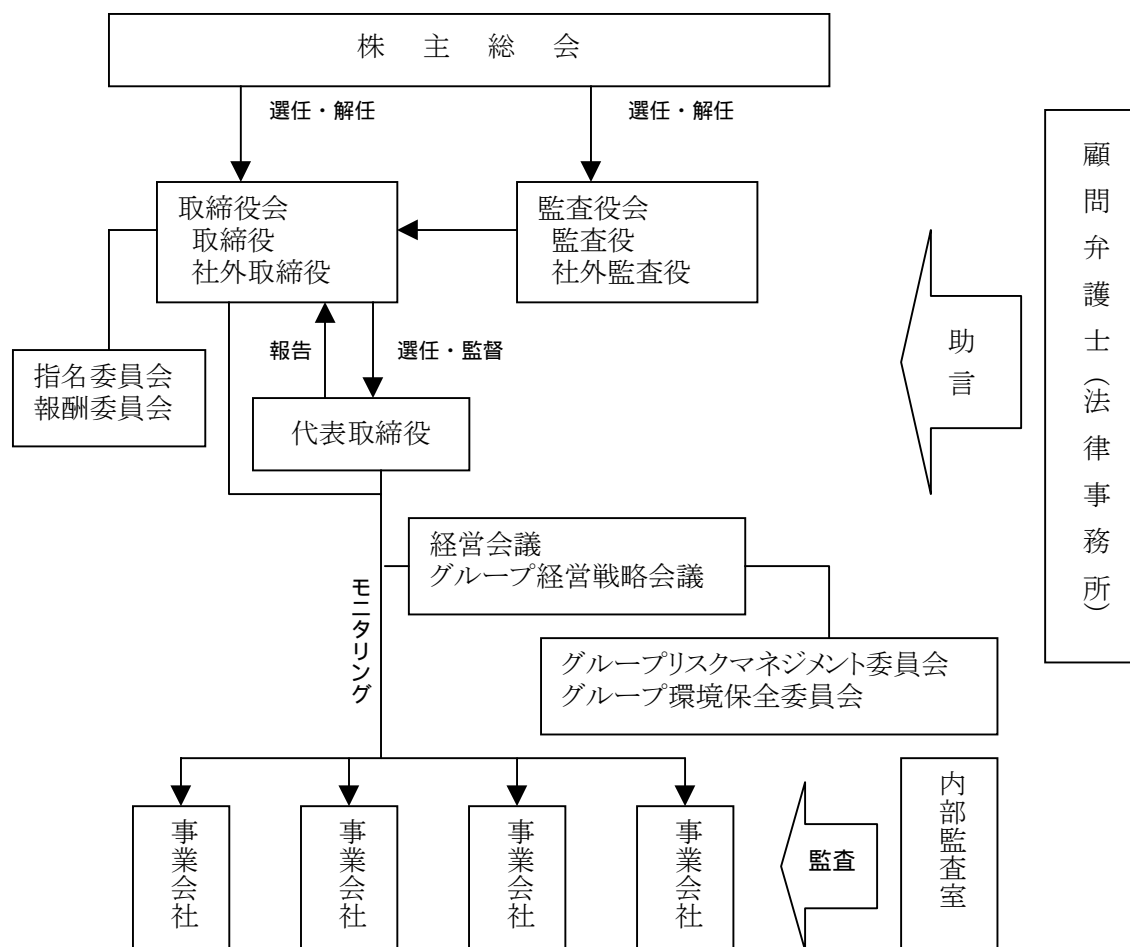 株主総会
選任・解任
選任・解任
取締役会
取締役
社外取締役
監査役会
監査役
社外監査役
顧問弁護士(法律事務所)
助言
報告
選任・監督
指名委員会
報酬委員会
代表取締役
経営会議
グループ経営戦略会議
モニタリング
グループリスクマネジメント委員会
グループ環境保全委員会
事業会社
事業会社
事業会社
事業会社
監査
内部監査室